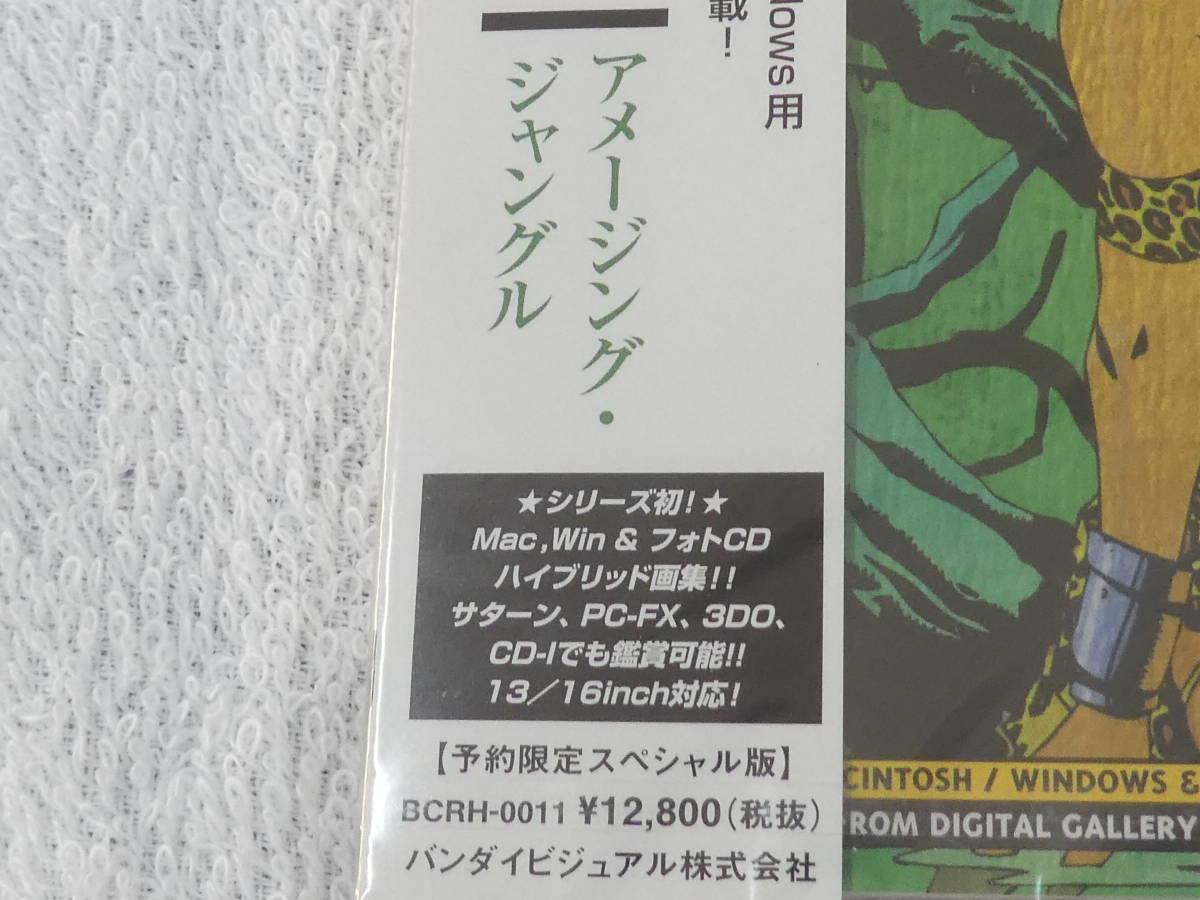 dows用
載！
アメージング・
ジャングル
★シリーズ初！★
Mac,Win & フォトCD
ハイブリッド画集！！
サターン、PC-FX、3DO、
CD-Iでも鑑賞可能！！
13／16inch対応！
【予約限定スペシャル版】
BCRH-0011 ¥12,800（税抜）
バンダイビジュアル株式会社
CINTOSH / WINDOWS &
ROM DIGITAL GALLERY